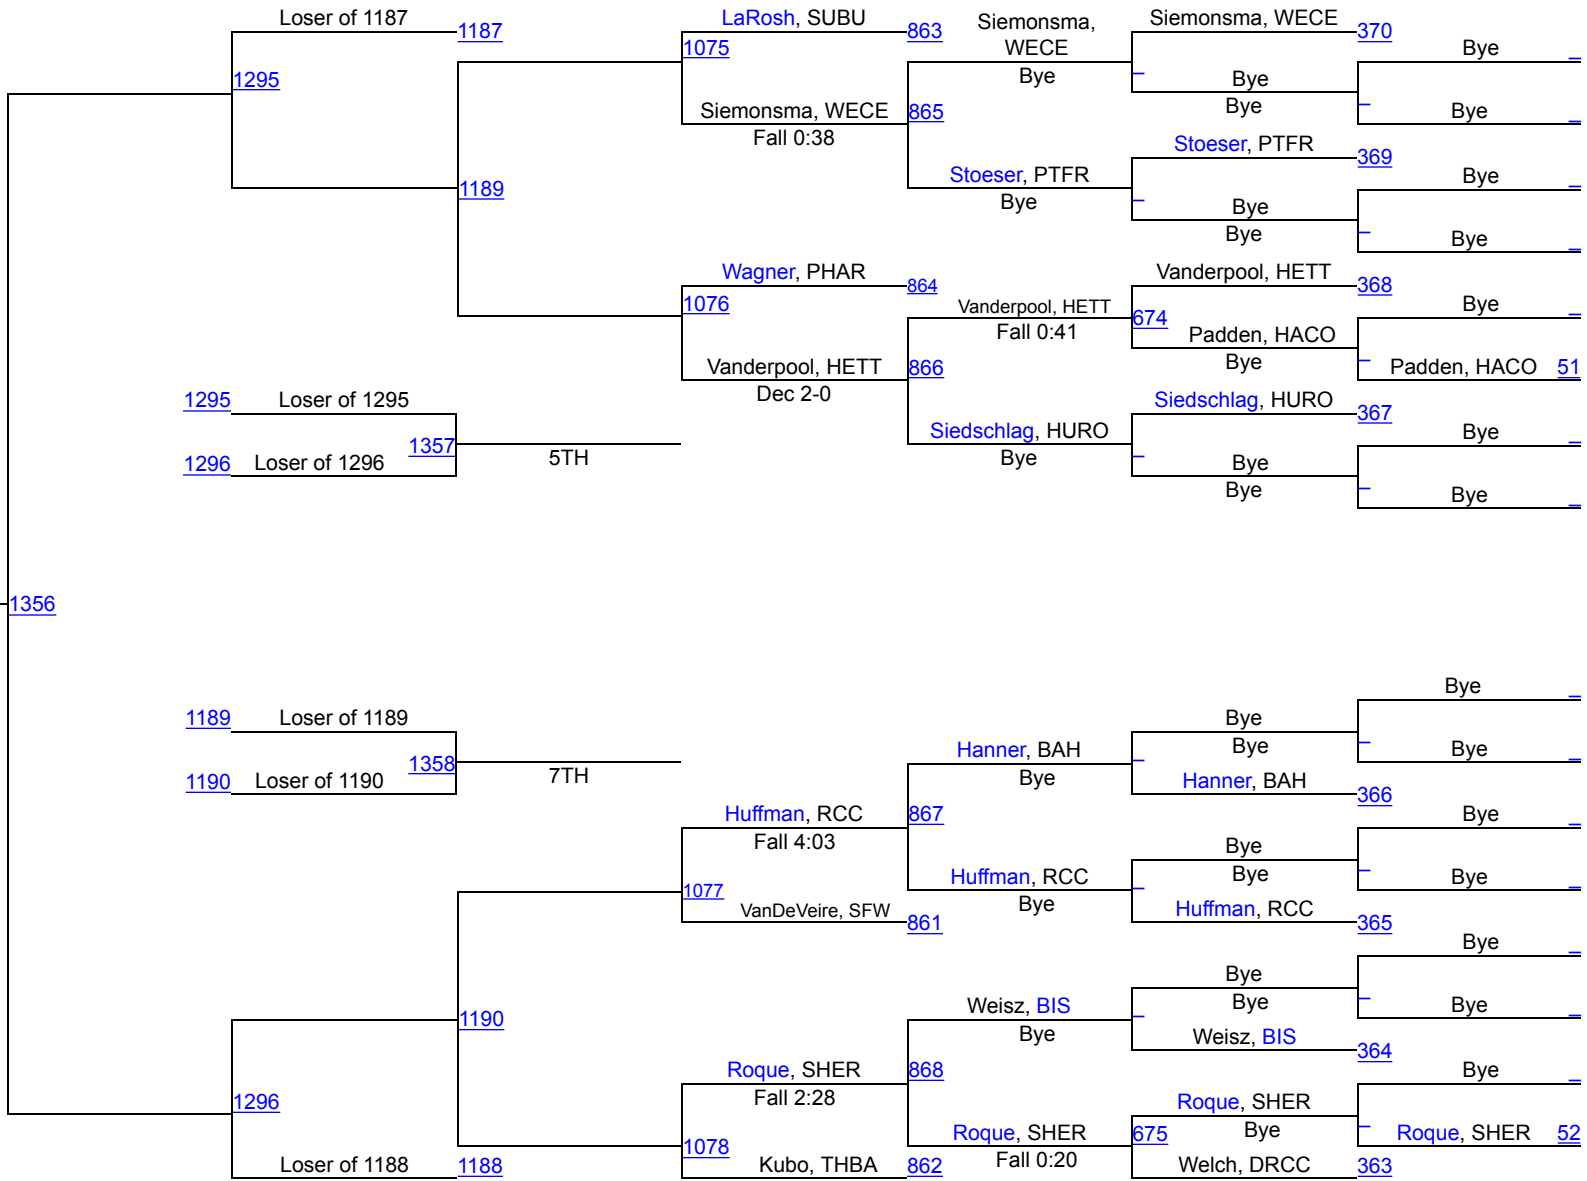 Loser of 1187
1187
1295
LaRosh, SUBU
863
1075
Siemonsma, WECE
Fall 0:38
865
Siemonsma,
WECE
Bye
Siemonsma, WECE
370
Bye
Bye
Bye
Bye
Stoeser, PTFR
369
Stoeser, PTFR
Bye
Bye
Bye
Bye
Bye
1189
Wagner, PHAR
864
1076
Vanderpool, HETT
Dec 2-0
866
Vanderpool, HETT
Fall 0:41
674
Vanderpool, HETT
368
Padden, HACO
Bye
Bye
Padden, HACO 51
Siedschlag, HURO
367
Siedschlag, HURO
Bye
Bye
Bye
Bye
Bye
1295 Loser of 1295
1357
5TH
1296 Loser of 1296
1356
1189 Loser of 1189
1358
7TH
1190 Loser of 1190
Bye
Bye
Bye
Bye
Hanner, BAH
Bye
Hanner, BAH
366
Huffman, RCC
Fall 4:03
867
Bye
Bye
Bye
Bye
Huffman, RCC
Bye
Huffman, RCC
365
1077
VanDeVeire, SFW
861
Bye
Bye
Bye
Bye
Weisz, BIS
Bye
Weisz, BIS
364
1190
Roque, SHER
Fall 2:28
868
Bye
Roque, SHER
Bye
Roque, SHER 52
Roque, SHER
Fall 0:20
675
Welch, DRCC
363
1296
1078
Kubo, THBA
862
Loser of 1188
1188